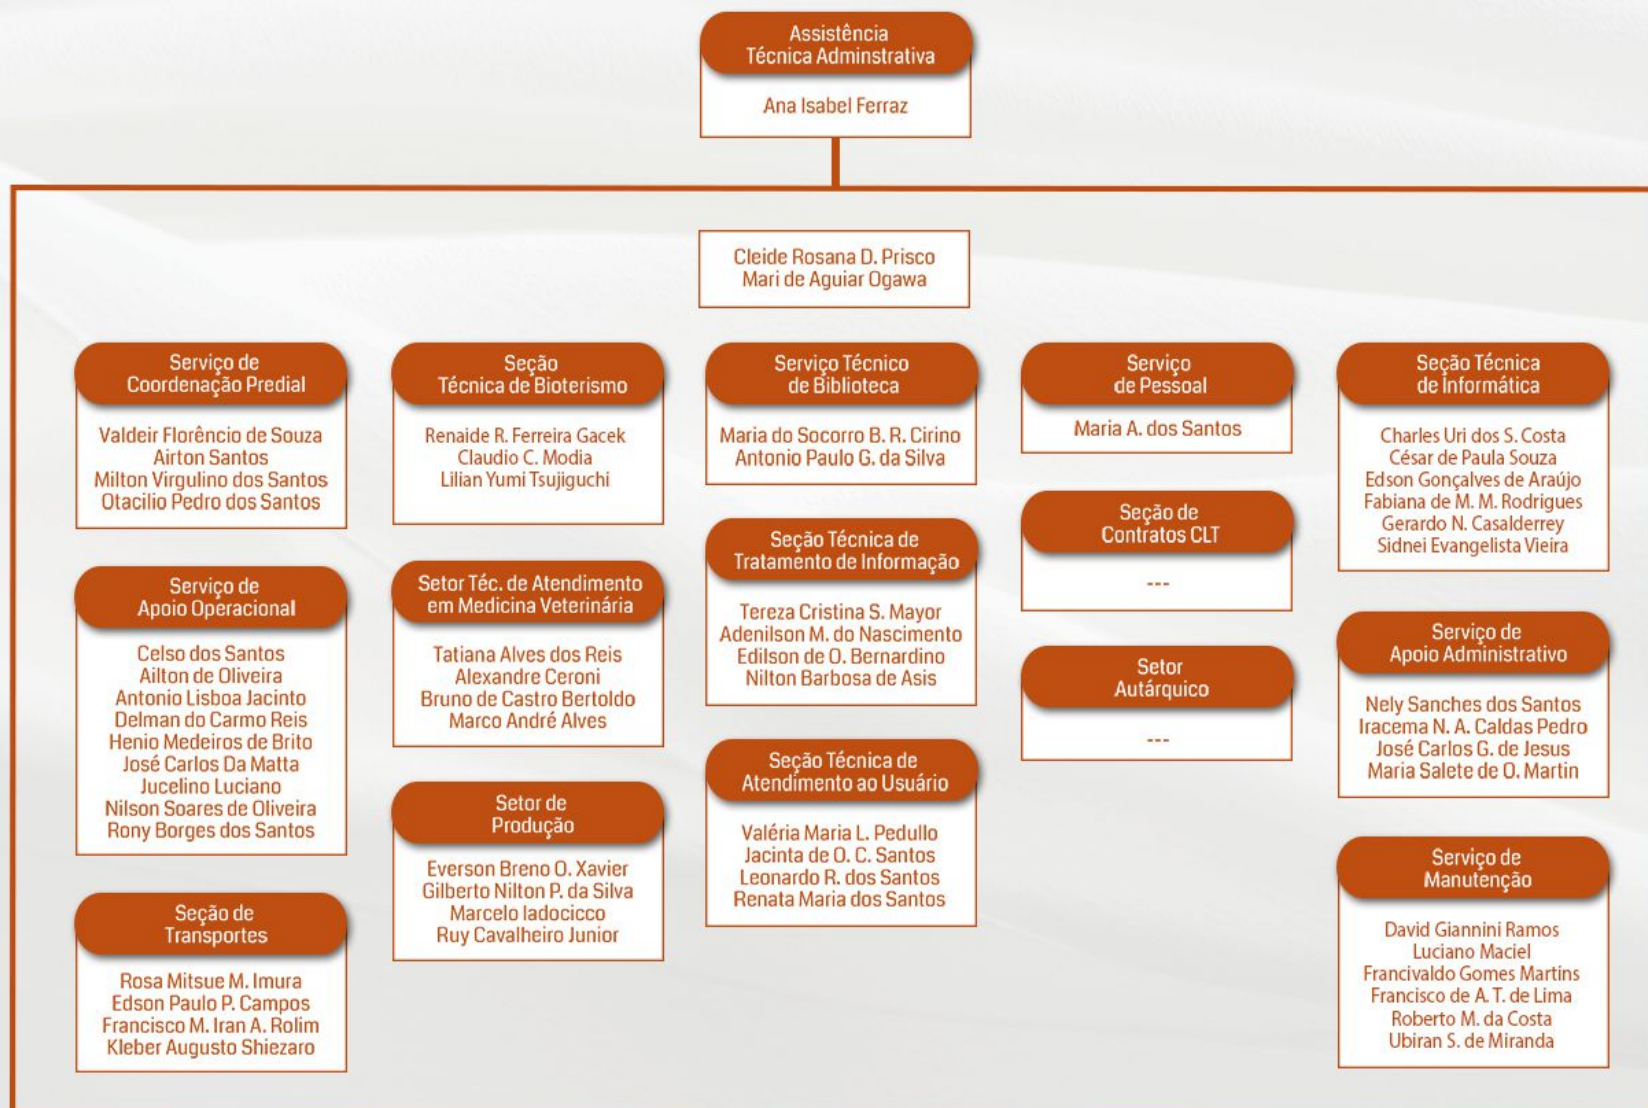 Assistência
Técnica Adminstrativa
Ana Isabel Ferraz
Cleide Rosana D. Prisco
Mari de Aguiar Ogawa
Serviço de
Coordenação Predial
Valdeir Florêncio de Souza
Airton Santos
Milton Virgulino dos Santos
Otacilio Pedro dos Santos
Serviço de
Apoio Operacional
Celso dos Santos
Ailton de Oliveira
Antonio Lisboa Jacinto
Delman do Carmo Reis
Henio Medeiros de Brito
José Carlos Da Matta
Jucelino Luciano
Nilson Soares de Oliveira
Rony Borges dos Santos
Seção de
Transportes
Rosa Mitsue M. Imura
Edson Paulo P. Campos
Francisco M. Iran A. Rolim
Kleber Augusto Shiezaro
Seção
Técnica de Bioterismo
Renaide R. Ferreira Gacek
Claudio C. Modia
Lilian Yumi Tsujiguchi
Setor Téc. de Atendimento
em Medicina Veterinária
Tatiana Alves dos Reis
Alexandre Ceroni
Bruno de Castro Bertoldo
Marco André Alves
Setor de
Produção
Everson Breno O. Xavier
Gilberto Nilton P. da Silva
Marcelo Iadocicco
Ruy Cavalheiro Junior
Serviço Técnico
de Biblioteca
Maria do Socorro B. R. Cirino
Antonio Paulo G. da Silva
Seção Técnica de
Tratamento de Informação
Tereza Cristina S. Mayor
Adenilson M. do Nascimento
Edilson de O. Bernardino
Nilton Barbosa de Asis
Seção Técnica de
Atendimento ao Usuário
Valéria Maria L. Pedullo
Jacinta de O. C. Santos
Leonardo R. dos Santos
Renata Maria dos Santos
Serviço
de Pessoal
Maria A. dos Santos
Seção de
Contratos CLT
---
Setor
Autárquico
---
Seção Técnica
de Informática
Charles Uri dos S. Costa
César de Paula Souza
Edson Gonçalves de Araújo
Fabiana de M. M. Rodrigues
Gerardo N. Casalderrey
Sidnei Evangelista Vieira
Serviço de
Apoio Administrativo
Nely Sanches dos Santos
Iracema N. A. Caldas Pedro
José Carlos G. de Jesus
Maria Salete de O. Martin
Serviço de
Manutenção
David Giannini Ramos
Luciano Maciel
Francivaldo Gomes Martins
Francisco de A. T. de Lima
Roberto M. da Costa
Ubiran S. de Miranda